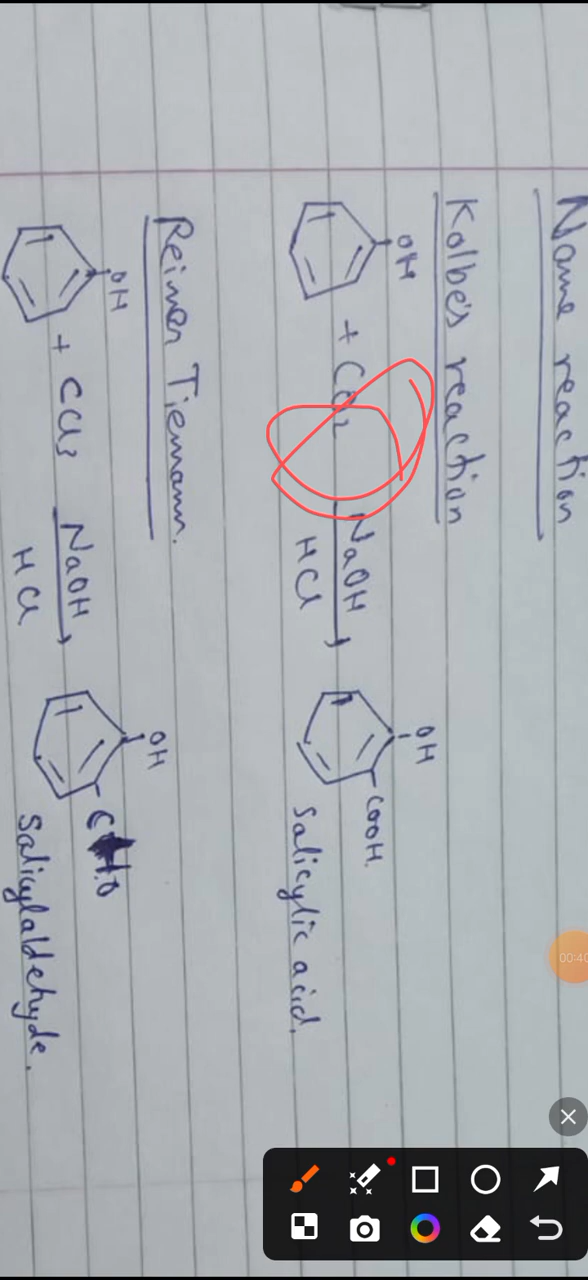 Name reaction
Kolbe's reaction
OH
+ CO2 NaOH
HCl
OH
COOH.
Salicylic acid.
Reimer Tiemann.
OH
+ CCl3 NaOH
HCl
OH
CHO
Salicylaldehyde.
00:40